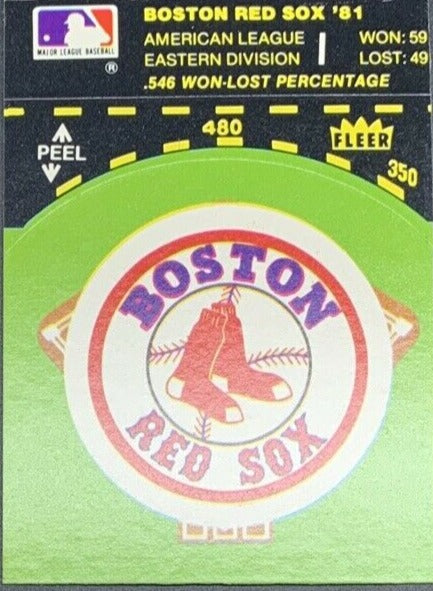 BOSTON RED SOX '81
AMERICAN LEAGUE WON: 59
EASTERN DIVISION LOST: 49
.546 WON-LOST PERCENTAGE
MAJOR LEAGUE BASEBALL
®
PEEL
480
FLEER
350
BOSTON
RED SOX